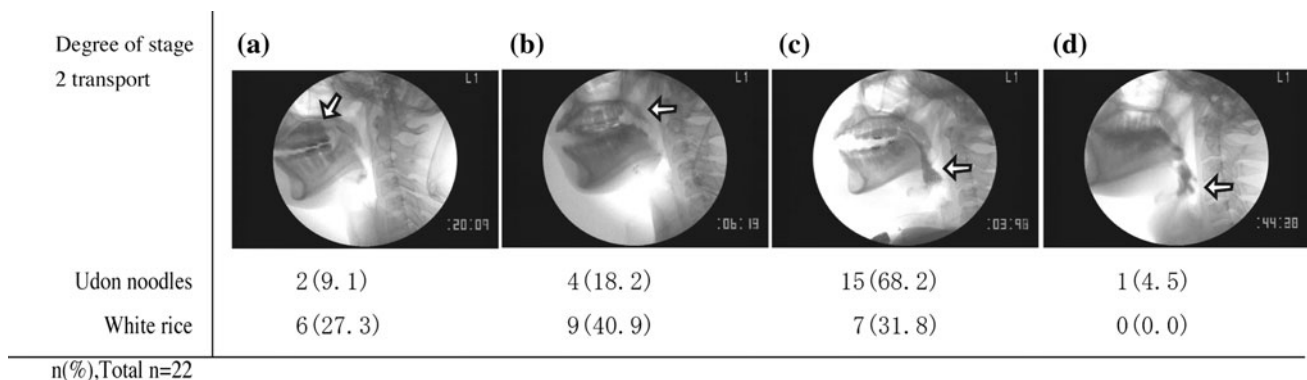 Degree of stage
2 transport
(a) (b) (c) (d)
L1 L1 L1 L1
:20:09 :06:19 :03:90 :44:28
Udon noodles 2(9.1) 4(18.2) 15(68.2) 1(4.5)
White rice 6(27.3) 9(40.9) 7(31.8) 0(0.0)
n(%),Total n=22